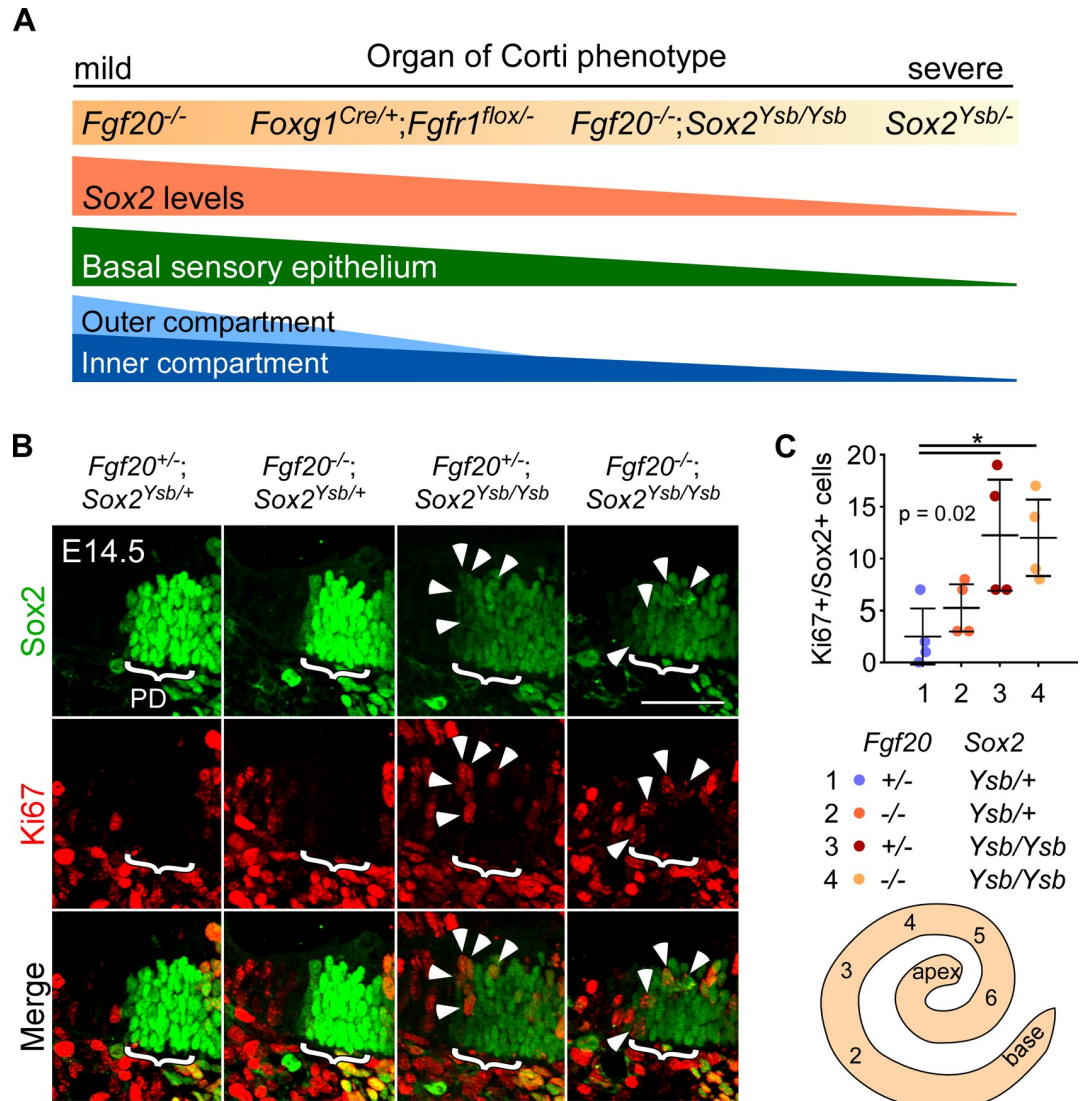 A
Organ of Corti phenotype
mild severe
Fgf20-/- Foxg1Cre/+;Fgfr1flox/- Fgf20-/-;Sox2Ysb/Ysb Sox2Ysb/-
Sox2 levels
Basal sensory epithelium
Outer compartment
Inner compartment
B
Fgf20+/-; Fgf20-/-; Fgf20+/-; Fgf20-/-;
Sox2Ysb/+ Sox2Ysb/+ Sox2Ysb/Ysb Sox2Ysb/Ysb
E14.5
Sox2
PD
Ki67
Merge
C
Ki67+/Sox2+ cells
20
15
10
5
0
*
p = 0.02
1 2 3 4
Fgf20 Sox2
1 +/- Ysb/+
2 -/- Ysb/+
3 +/- Ysb/Ysb
4 -/- Ysb/Ysb
4 5
3 apex
6
2 base